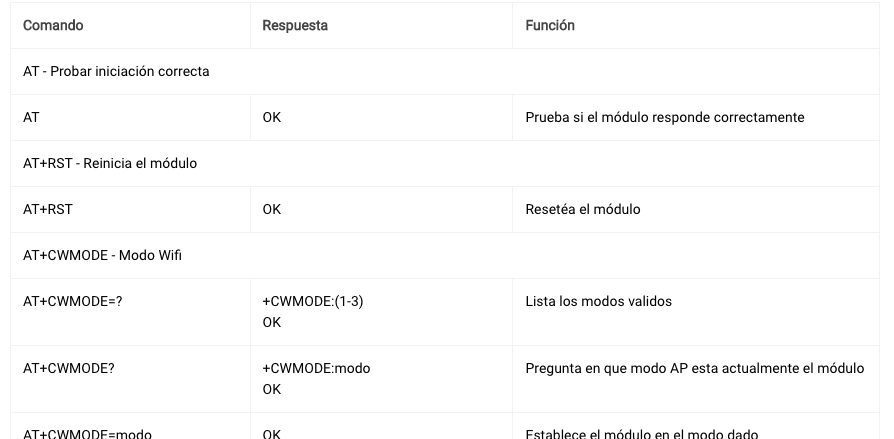 Comando Respuesta Función
AT - Probar iniciación correcta
AT OK Prueba si el módulo responde correctamente
AT+RST - Reinicia el módulo
AT+RST OK Resetéa el módulo
AT+CWMODE - Modo Wifi
AT+CWMODE=? +CWMODE:(1-3) Lista los modos validos
OK
AT+CWMODE? +CWMODE:modo Pregunta en que modo AP esta actualmente el módulo
OK
AT+CWMODE=modo OK Establece el módulo en el modo dado